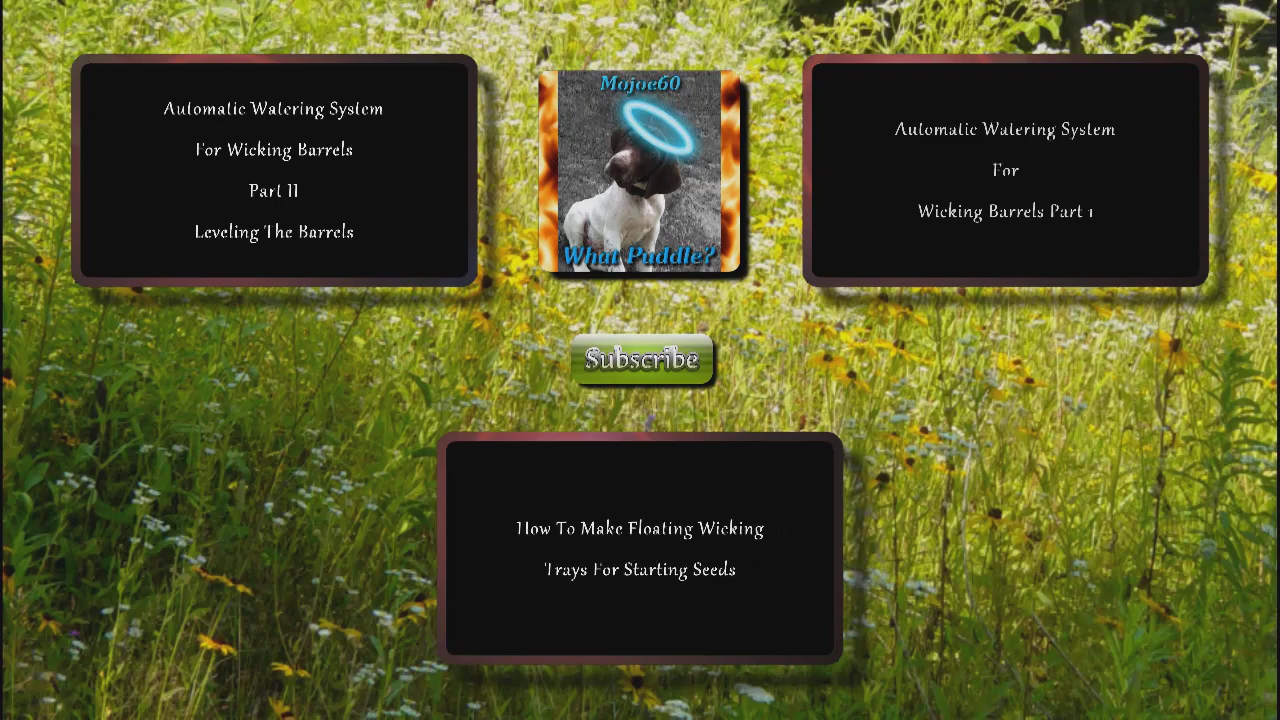 Automatic Watering System
For Wicking Barrels
Part II
Leveling The Barrels
Mojoe60
What Puddle?
Automatic Watering System
For
Wicking Barrels Part 1
Subscribe
How To Make Floating Wicking
Trays For Starting Seeds